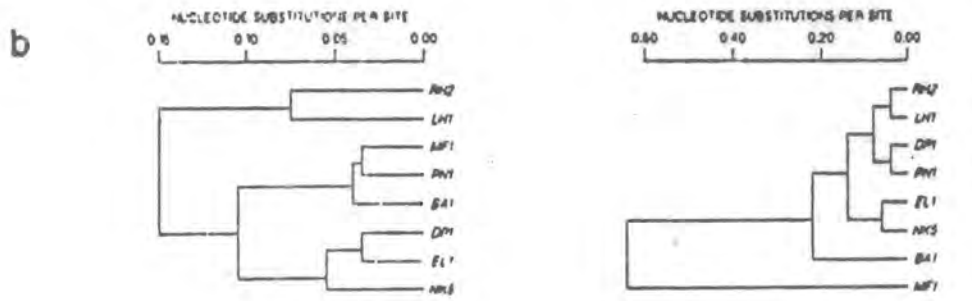 b
NUCLEOTIDE SUBSTITUTIONS PER SITE
0.15 0.10 0.05 0.00
RH2
LH1
MF1
PN1
BA1
DP1
EL1
NK5
NUCLEOTIDE SUBSTITUTIONS PER SITE
0.60 0.40 0.20 0.00
RH2
LH1
DP1
PN1
EL1
NK5
BA1
MF1